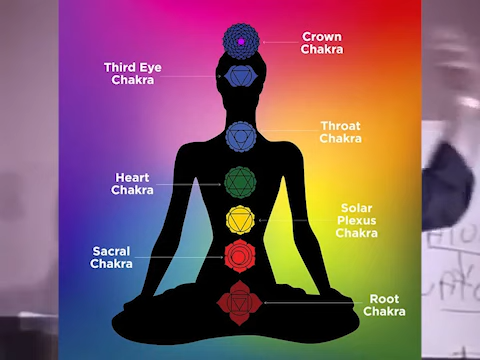 Crown
Chakra
Third Eye
Chakra
Throat
Chakra
Heart
Chakra
Solar
Plexus
Chakra
Sacral
Chakra
Root
Chakra